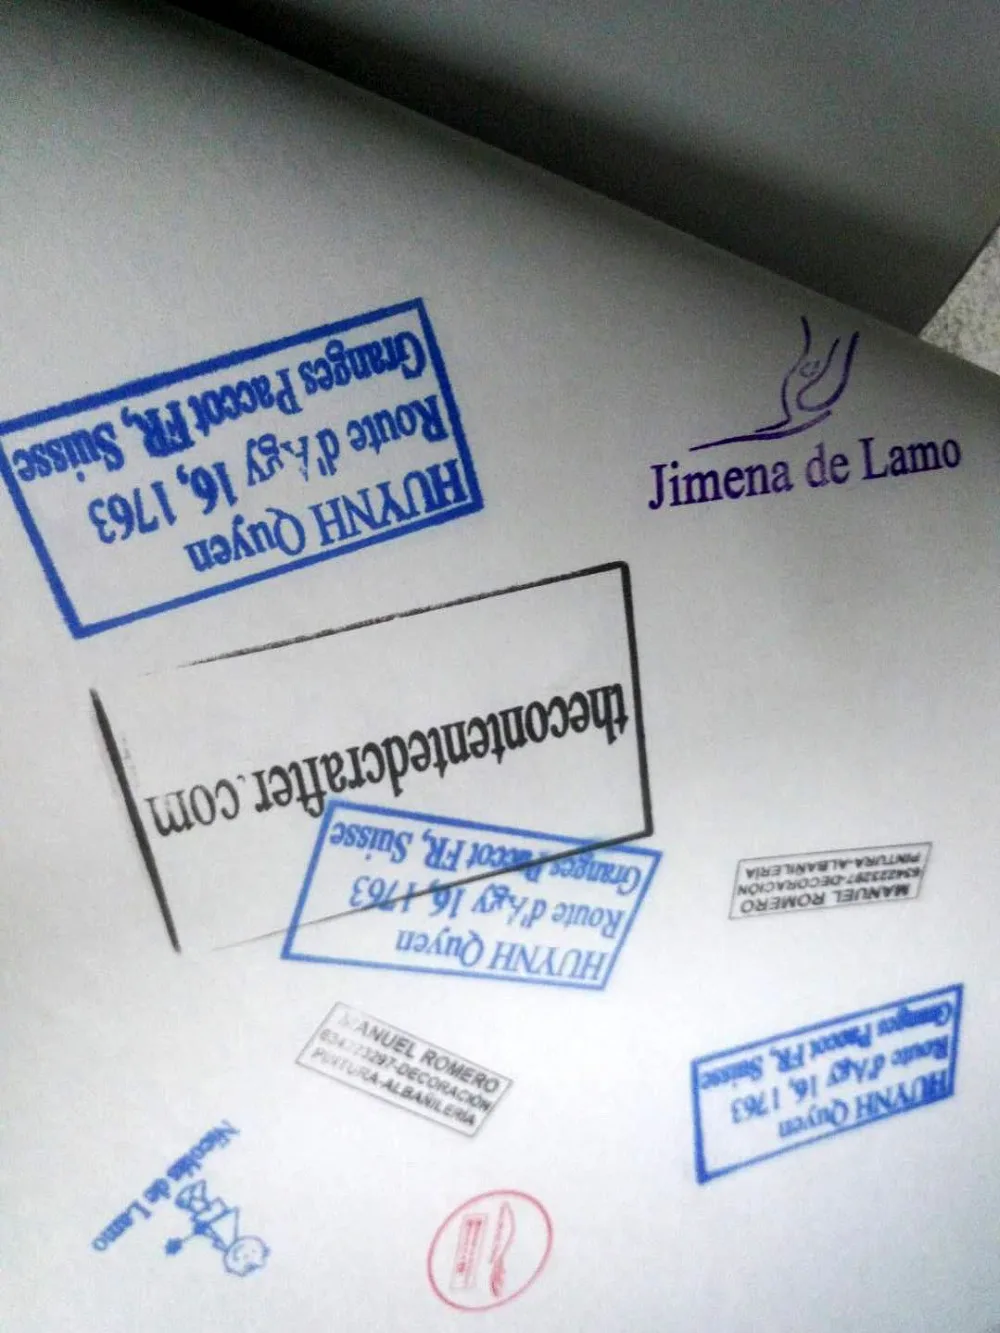 HUYNH Quyen
Route d'Agy 16, 1763
Granges Paccot FR, Suisse
Jimena de Lamo
thecontentedcrafter.com
HUYNH Quyen
Route d'Agy 16, 1763
Granges Paccot FR, Suisse
MANUEL ROMERO
634223297-DECORACIÓN
PINTURA-ALBAÑILERÍA
MANUEL ROMERO
634223297-DECORACIÓN
PINTURA-ALBAÑILERÍA
HUYNH Quyen
Route d'Agy 16, 1763
Granges Paccot FR, Suisse
Nicolás de Lamo